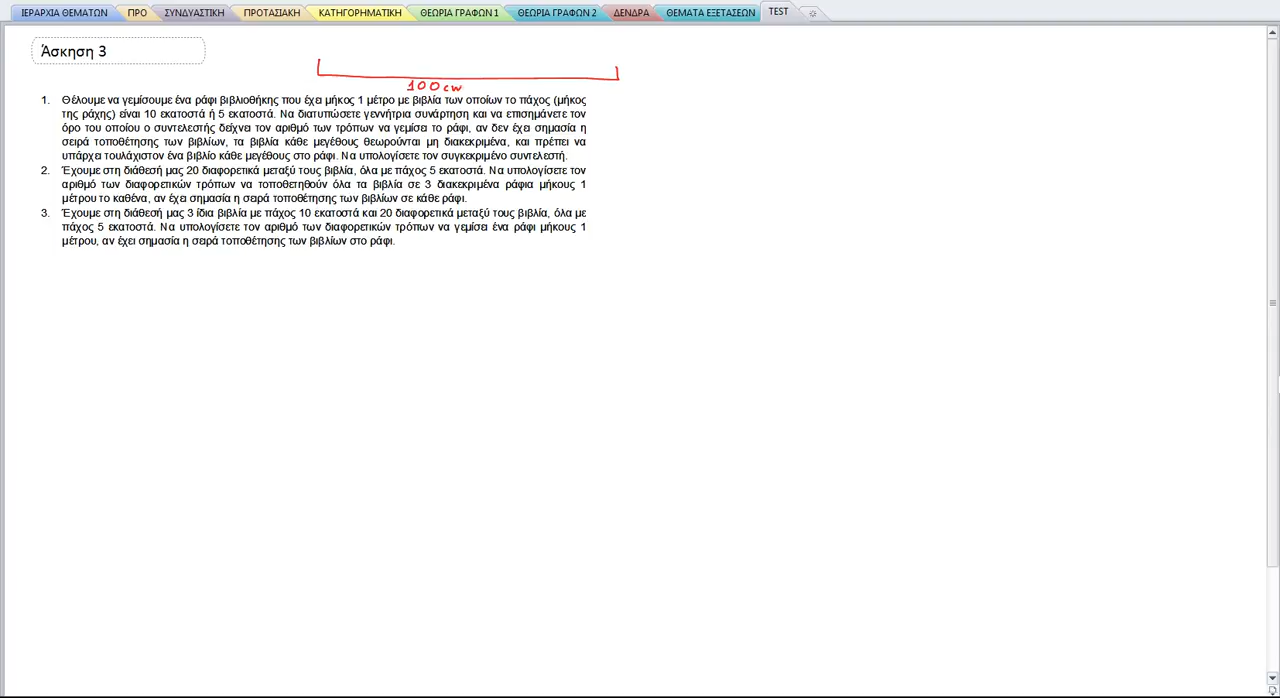 ΙΕΡΑΡΧΙΑ ΘΕΜΑΤΩΝ ΠΡΟ ΣΥΝΔΥΑΣΤΙΚΗ ΠΡΟΤΑΣΙΑΚΗ ΚΑΤΗΓΟΡΗΜΑΤΙΚΗ ΘΕΩΡΙΑ ΓΡΑΦΩΝ 1 ΘΕΩΡΙΑ ΓΡΑΦΩΝ 2 ΔΕΝΔΡΑ ΘΕΜΑΤΑ ΕΞΕΤΑΣΕΩΝ TEST
Άσκηση 3
100cm
1. Θέλουμε να γεμίσουμε ένα ράφι βιβλιοθήκης που έχει μήκος 1 μέτρο με βιβλία των οποίων το πάχος (μήκος
της ράχης) είναι 10 εκατοστά ή 5 εκατοστά. Να διατυπώσετε γεννήτρια συνάρτηση και να επισημάνετε τον
όρο του οποίου ο συντελεστής δείχνει τον αριθμό των τρόπων να γεμίσει το ράφι, αν δεν έχει σημασία η
σειρά τοποθέτησης των βιβλίων, τα βιβλία κάθε μεγέθους θεωρούνται μη διακεκριμένα, και πρέπει να
υπάρχει τουλάχιστον ένα βιβλίο κάθε μεγέθους στο ράφι. Να υπολογίσετε τον συγκεκριμένο συντελεστή.
2. Έχουμε στη διάθεσή μας 20 διαφορετικά μεταξύ τους βιβλία, όλα με πάχος 5 εκατοστά. Να υπολογίσετε τον
αριθμό των διαφορετικών τρόπων να τοποθετηθούν όλα τα βιβλία σε 3 διακεκριμένα ράφια μήκους 1
μέτρου το καθένα, αν έχει σημασία η σειρά τοποθέτησης των βιβλίων σε κάθε ράφι.
3. Έχουμε στη διάθεσή μας 3 ίδια βιβλία με πάχος 10 εκατοστά και 20 διαφορετικά μεταξύ τους βιβλία, όλα με
πάχος 5 εκατοστά. Να υπολογίσετε τον αριθμό των διαφορετικών τρόπων να γεμίσει ένα ράφι μήκους 1
μέτρου, αν έχει σημασία η σειρά τοποθέτησης των βιβλίων στο ράφι.